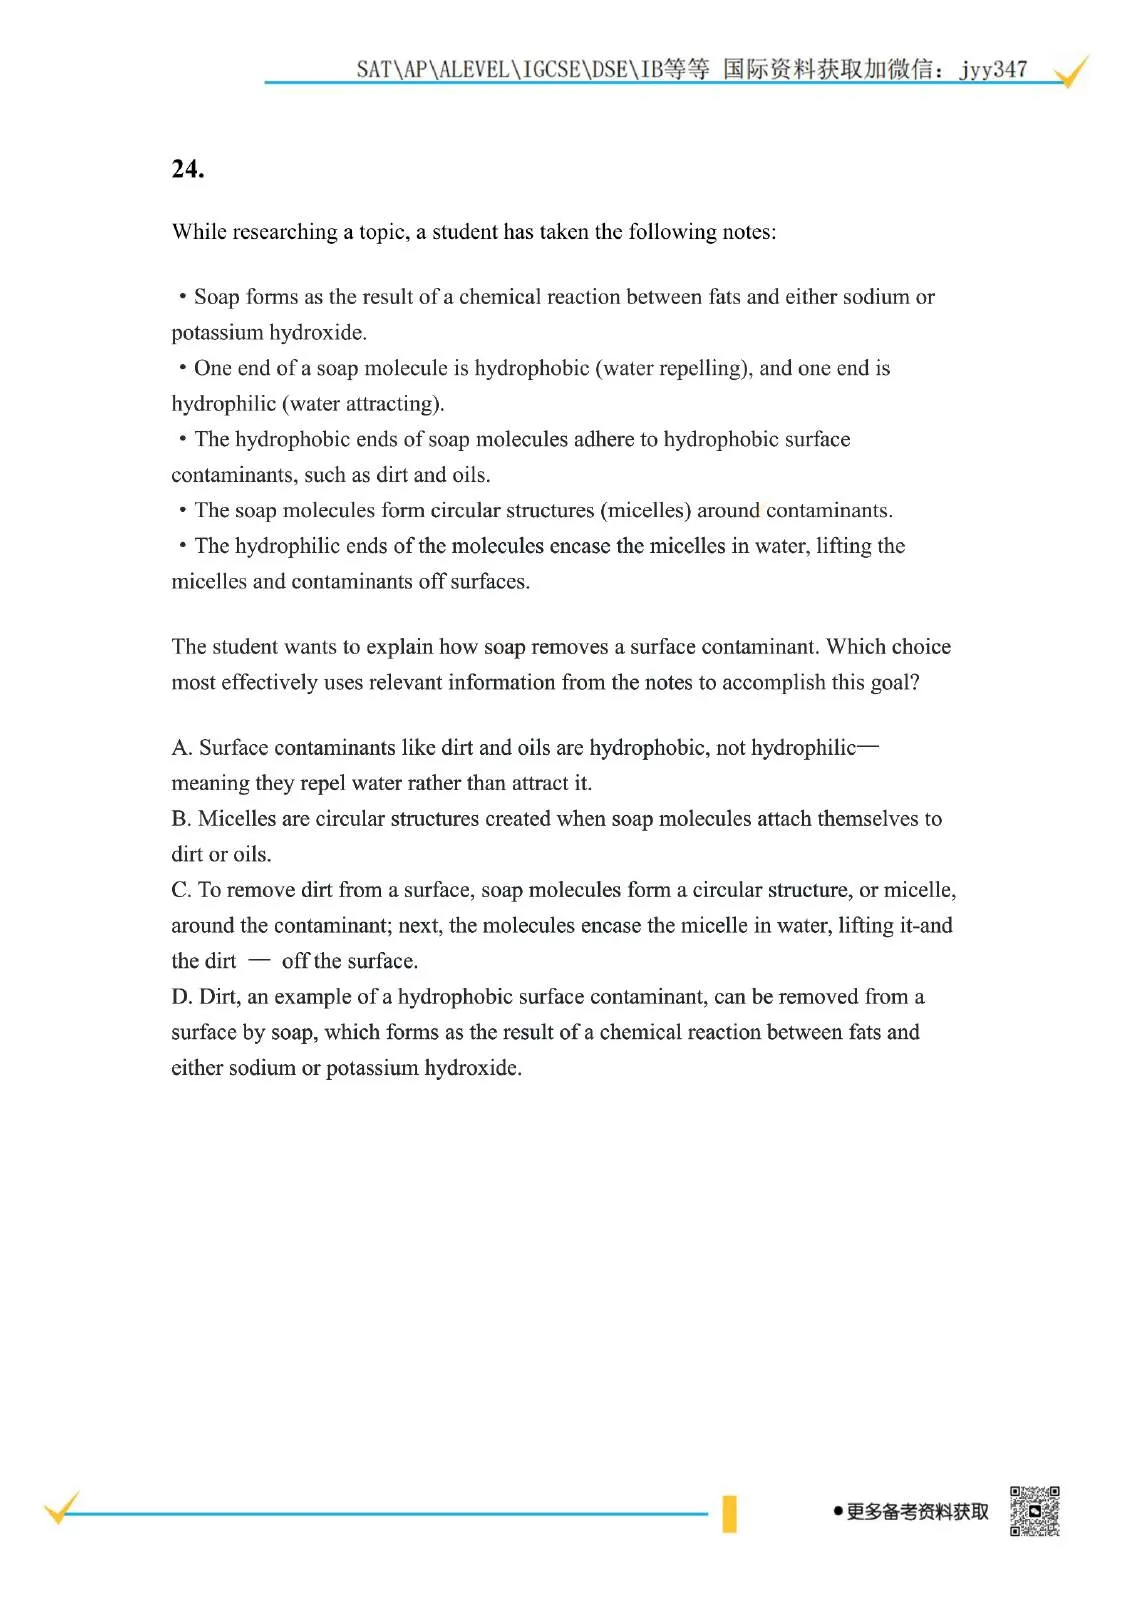 SAT\AP\ALEVEL\IGCSE\DSE\IB等等 国际资料获取加微信：jyy347
24.
While researching a topic, a student has taken the following notes:
・Soap forms as the result of a chemical reaction between fats and either sodium or
potassium hydroxide.
・One end of a soap molecule is hydrophobic (water repelling), and one end is
hydrophilic (water attracting).
・The hydrophobic ends of soap molecules adhere to hydrophobic surface
contaminants, such as dirt and oils.
・The soap molecules form circular structures (micelles) around contaminants.
・The hydrophilic ends of the molecules encase the micelles in water, lifting the
micelles and contaminants off surfaces.
The student wants to explain how soap removes a surface contaminant. Which choice
most effectively uses relevant information from the notes to accomplish this goal?
A. Surface contaminants like dirt and oils are hydrophobic, not hydrophilic—
meaning they repel water rather than attract it.
B. Micelles are circular structures created when soap molecules attach themselves to
dirt or oils.
C. To remove dirt from a surface, soap molecules form a circular structure, or micelle,
around the contaminant; next, the molecules encase the micelle in water, lifting it-and
the dirt — off the surface.
D. Dirt, an example of a hydrophobic surface contaminant, can be removed from a
surface by soap, which forms as the result of a chemical reaction between fats and
either sodium or potassium hydroxide.
●更多备考资料获取